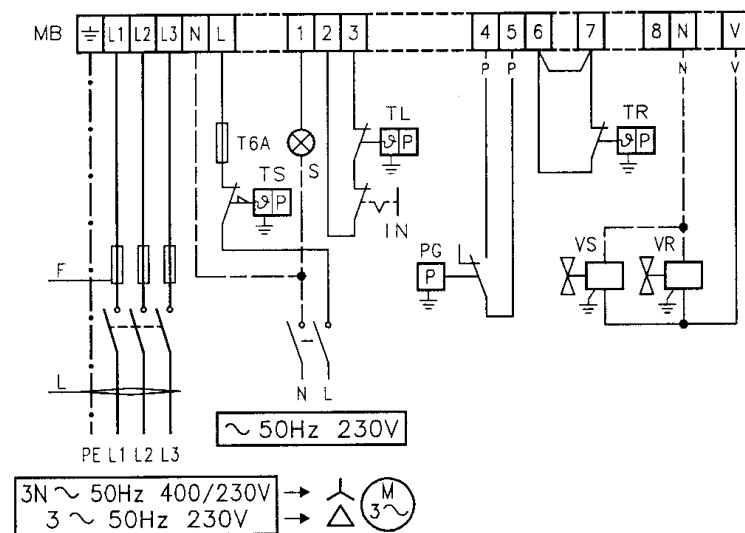 MB ⏚ L1 L2 L3 N L 1 2 3 4 5 6 7 8 N V
P P N V
T6A S TL ϑ P TR ϑ P
TS ϑ P
IN
PG P VS VR
F
L
N L
∼ 50Hz 230V
PE L1 L2 L3
3N ∼ 50Hz 400/230V → M
3 ∼ 50Hz 230V → △ 3∼